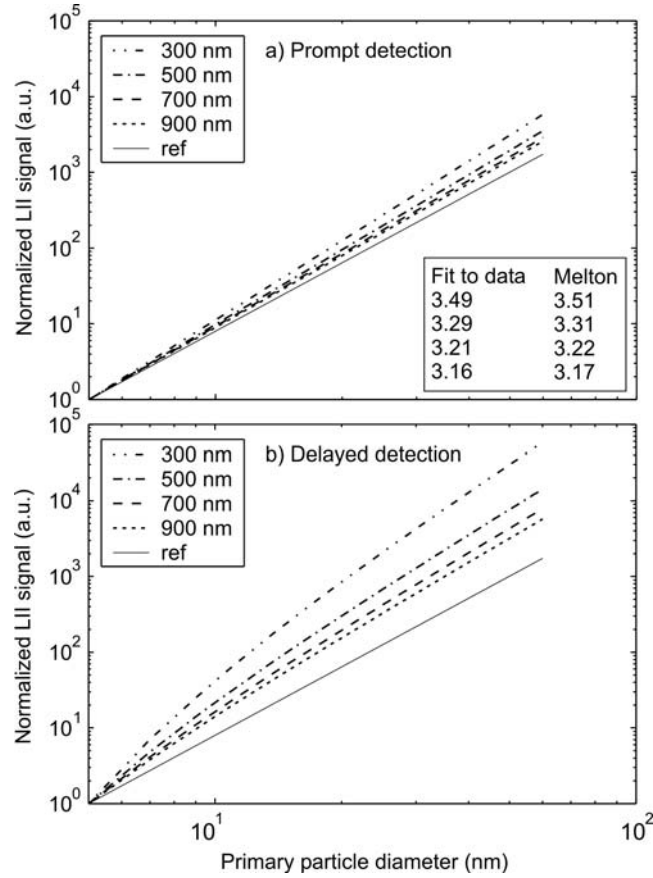 10^5
10^4
10^3
10^2
10^1
10^0
Normalized LII signal (a.u.)
300 nm
500 nm
700 nm
900 nm
ref
a) Prompt detection
Fit to data Melton
3.49 3.51
3.29 3.31
3.21 3.22
3.16 3.17
10^5
10^4
10^3
10^2
10^1
10^0
Normalized LII signal (a.u.)
300 nm
500 nm
700 nm
900 nm
ref
b) Delayed detection
10^1 10^2
Primary particle diameter (nm)